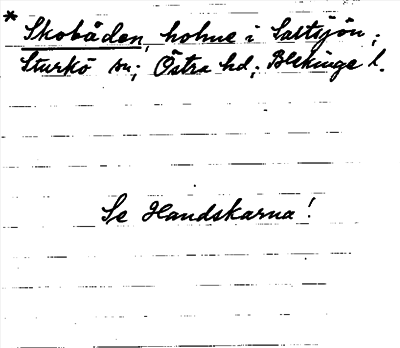 * Skobåden, holme i Saltsjön;
Sturkö sn; Östra hd; Blekinge l.
Se Handskarna!